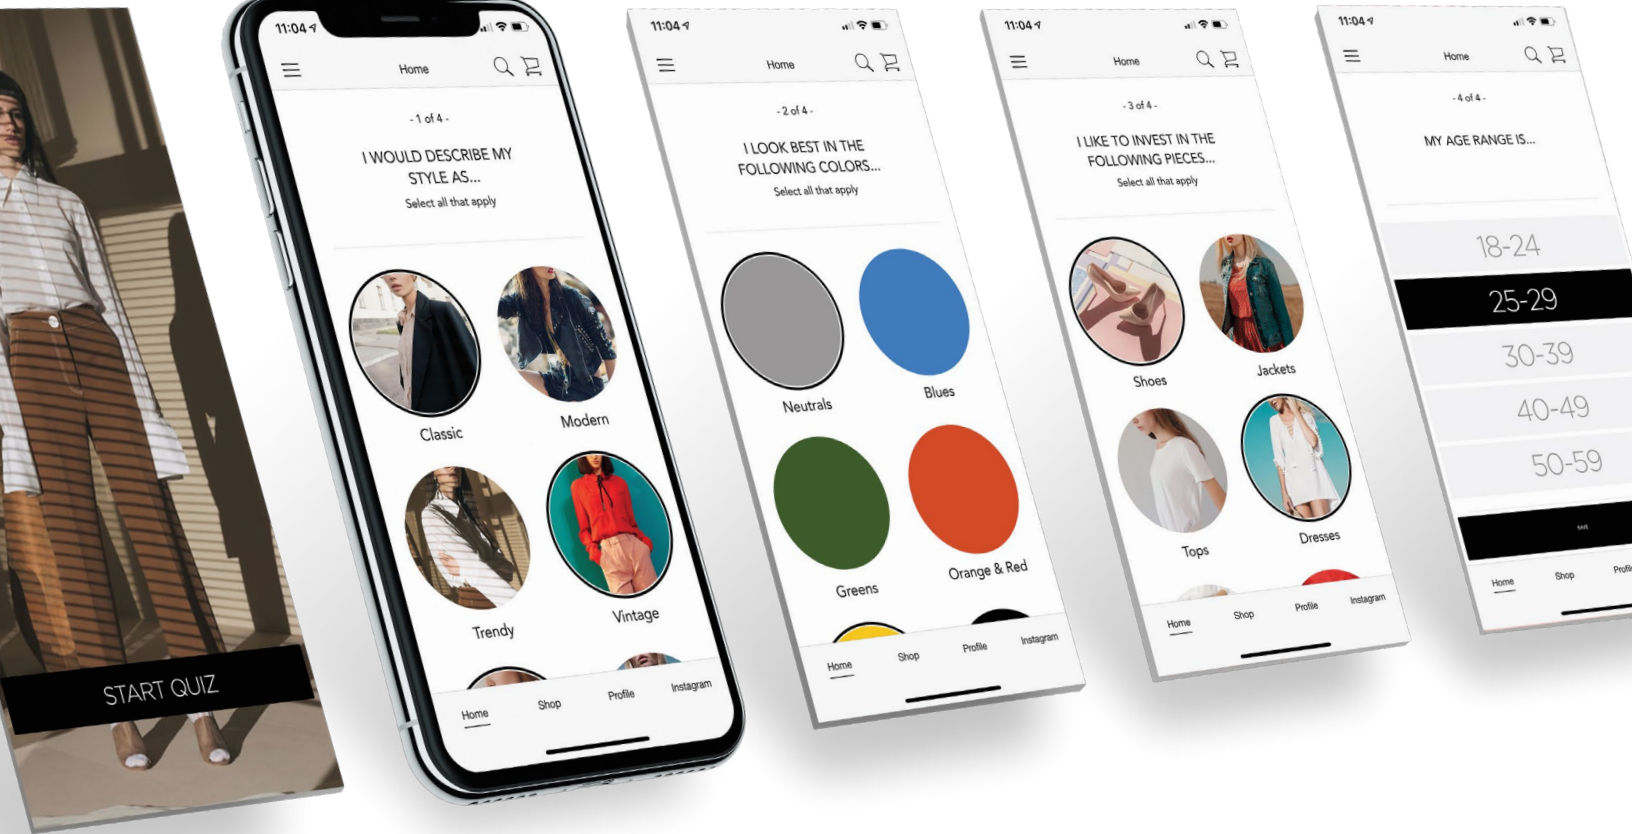 START QUIZ
11:04
Home
- 1 of 4 -
I WOULD DESCRIBE MY
STYLE AS...
Select all that apply
Classic
Modern
Trendy
Vintage
Home
Shop
Profile
Instagram
11:04
Home
- 2 of 4 -
I LOOK BEST IN THE
FOLLOWING COLORS...
Select all that apply
Neutrals
Blues
Greens
Orange & Red
Home
Shop
Profile
Instagram
11:04
Home
- 3 of 4 -
I LIKE TO INVEST IN THE
FOLLOWING PIECES...
Select all that apply
Shoes
Jackets
Tops
Dresses
Home
Shop
Profile
Instagram
11:04
Home
- 4 of 4 -
MY AGE RANGE IS...
18-24
25-29
30-39
40-49
50-59
SAVE
Home
Shop